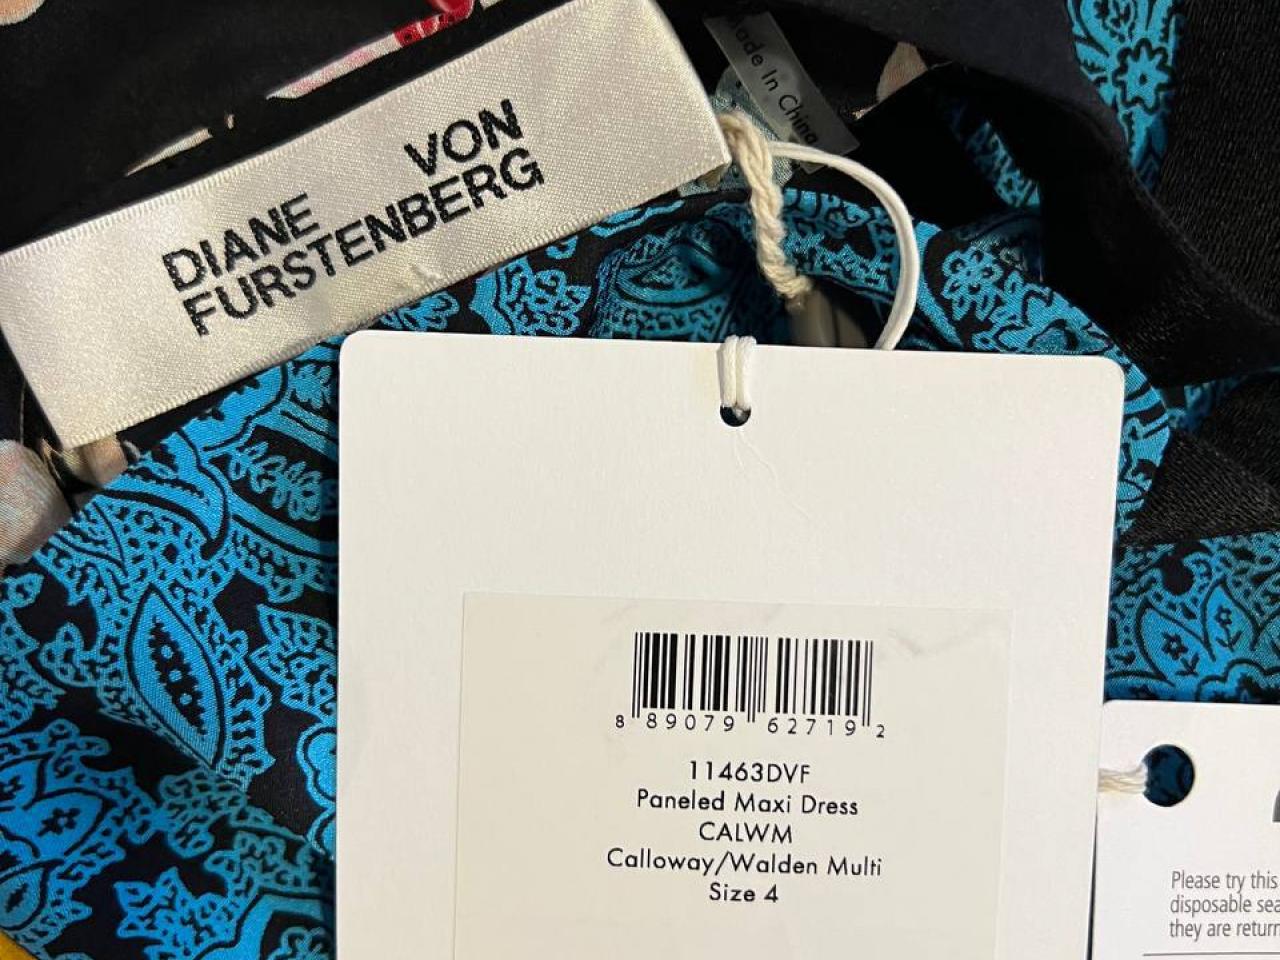 DIANE VON
FURSTENBERG
ade In China
8 89079 62719 2
11463DVF
Paneled Maxi Dress
CALWM
Calloway/Walden Multi
Size 4
Please try this
disposable sea
they are return